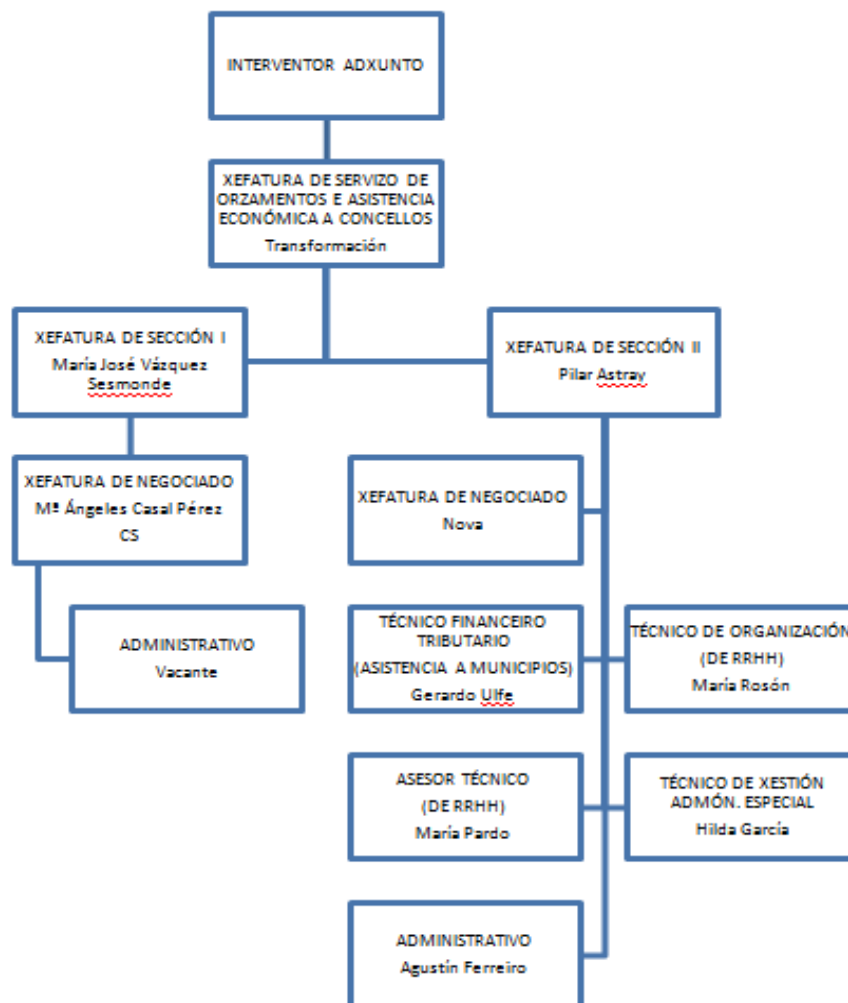 INTERVENTOR ADXUNTO
XEFATURA DE SERVIZO DE
ORZAMENTOS E ASISTENCIA
ECONÓMICA A CONCELLOS
Transformación
XEFATURA DE SECCIÓN I
María José Vázquez
Sesmonde
XEFATURA DE SECCIÓN II
Pilar Astray
XEFATURA DE NEGOCIADO
Mª Ángeles Casal Pérez
CS
XEFATURA DE NEGOCIADO
Nova
ADMINISTRATIVO
Vacante
TÉCNICO FINANCEIRO
TRIBUTARIO
(ASISTENCIA A MUNICIPIOS)
Gerardo Ulfe
TÉCNICO DE ORGANIZACIÓN
(DE RRHH)
María Rosón
ASESOR TÉCNICO
(DE RRHH)
María Pardo
TÉCNICO DE XESTIÓN
ADMÓN. ESPECIAL
Hilda García
ADMINISTRATIVO
Agustín Ferreiro